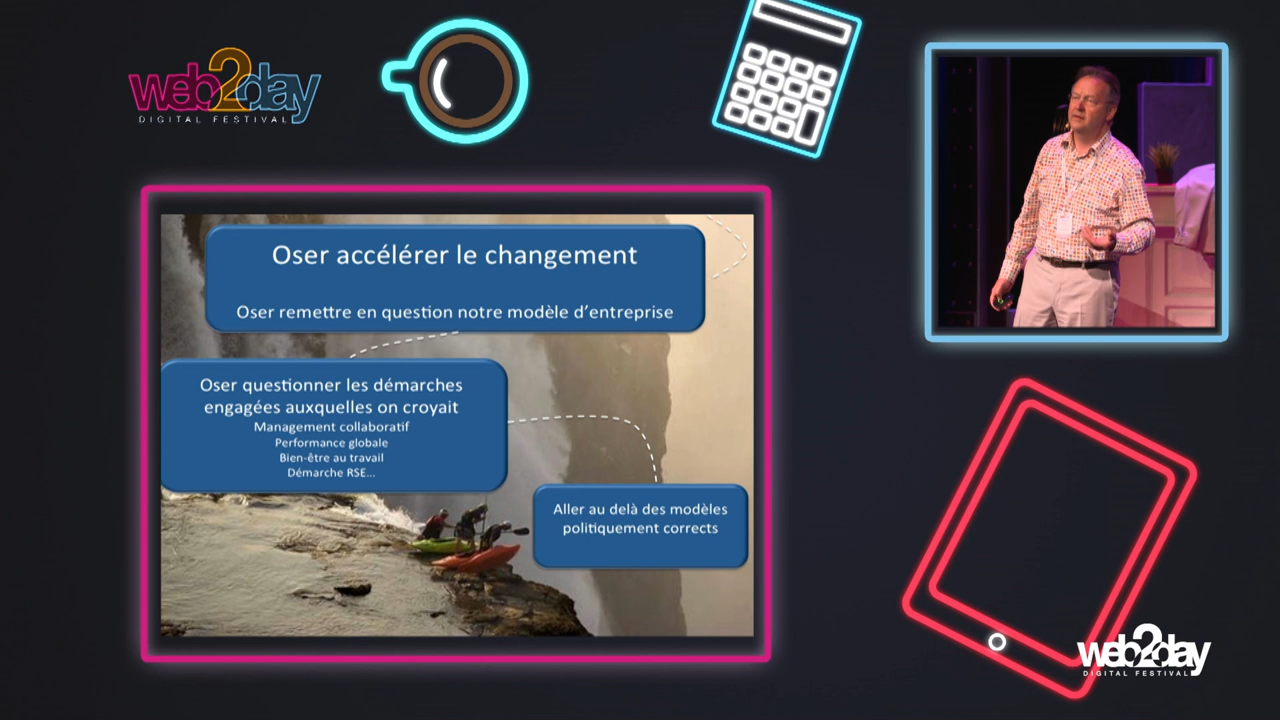 web2day
DIGITAL FESTIVAL
Oser accélérer le changement
Oser remettre en question notre modèle d'entreprise
Oser questionner les démarches
engagées auxquelles on croyait
Management collaboratif
Performance globale
Bien-être au travail
Démarche RSE...
Aller au delà des modèles
politiquement corrects
web2day
DIGITAL FESTIVAL